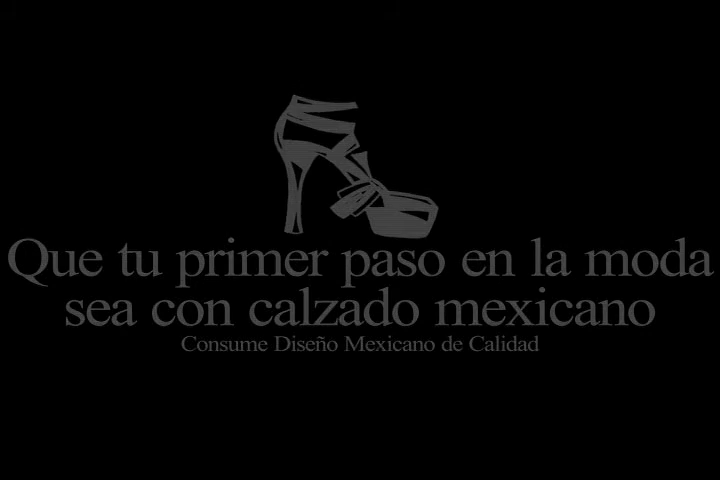 Que tu primer paso en la moda
sea con calzado mexicano
Consume Diseño Mexicano de Calidad